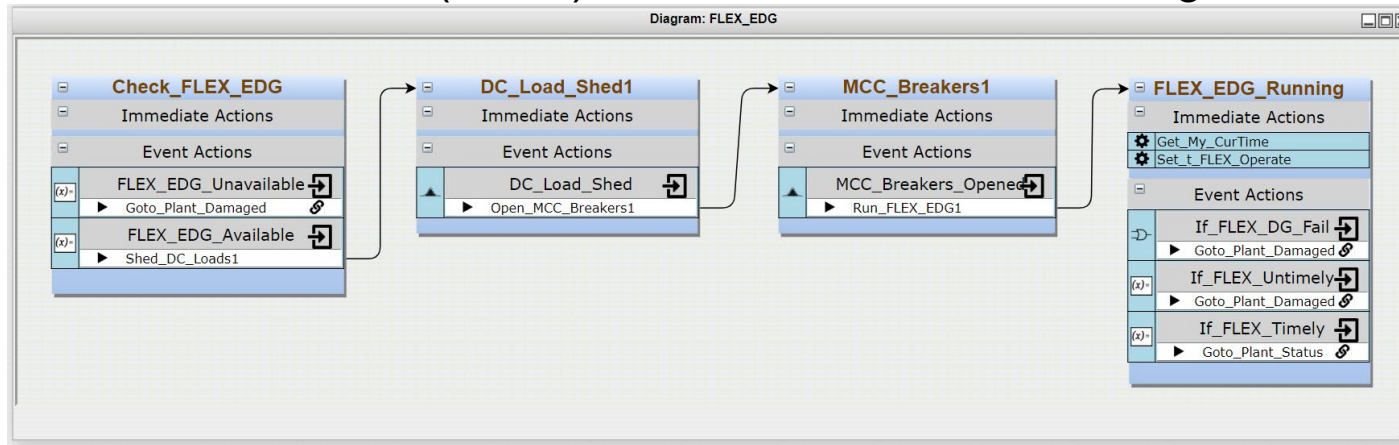 Diagram: FLEX_EDG
Check_FLEX_EDG
Immediate Actions
Event Actions
(x)=
FLEX_EDG_Unavailable
Goto_Plant_Damaged
(x)=
FLEX_EDG_Available
Shed_DC_Loads1
DC_Load_Shed1
Immediate Actions
Event Actions
DC_Load_Shed
Open_MCC_Breakers1
MCC_Breakers1
Immediate Actions
Event Actions
MCC_Breakers_Opened
Run_FLEX_EDG1
FLEX_EDG_Running
Immediate Actions
Get_My_CurTime
Set_t_FLEX_Operate
Event Actions
If_FLEX_DG_Fail
Goto_Plant_Damaged
(x)=
If_FLEX_Untimely
Goto_Plant_Damaged
(x)=
If_FLEX_Timely
Goto_Plant_Status